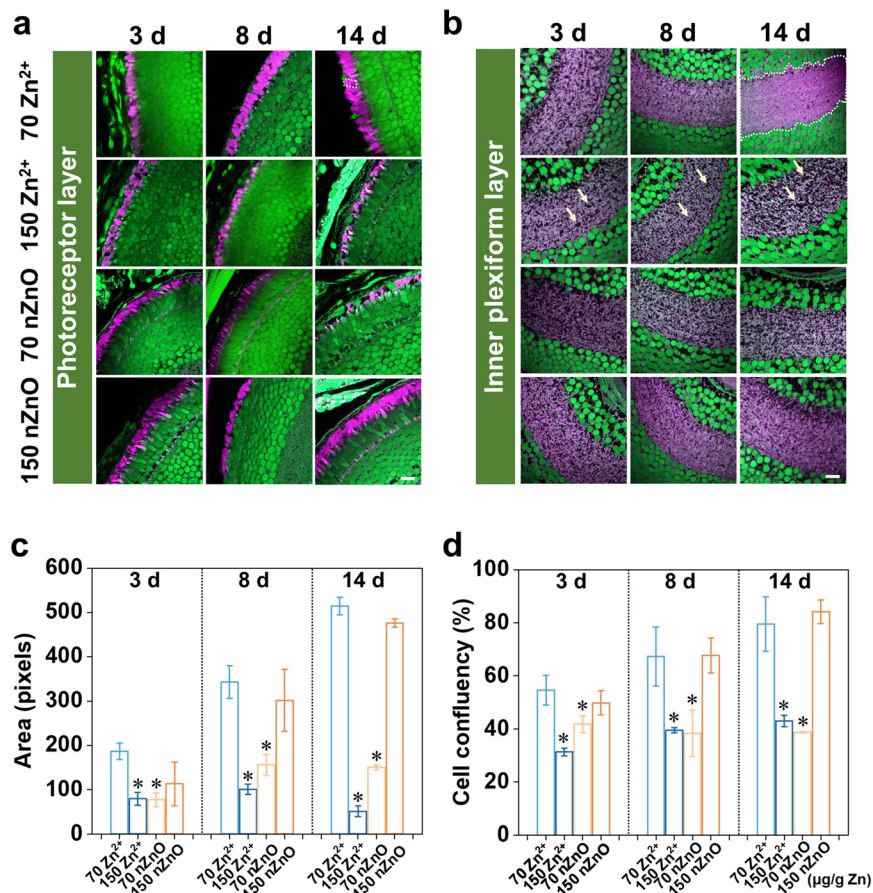 a
3 d 8 d 14 d
Photoreceptor layer
70 Zn²⁺
150 Zn²⁺
70 nZnO
150 nZnO
b
3 d 8 d 14 d
Inner plexiform layer
c
Area (pixels)
600
500
400
300
200
100
0
3 d 8 d 14 d
* * * * * *
70 Zn²⁺ 150 Zn²⁺ 70 nZnO 150 nZnO 70 Zn²⁺ 150 Zn²⁺ 70 nZnO 150 nZnO 70 Zn²⁺ 150 Zn²⁺ 70 nZnO 150 nZnO
d
Cell confluency (%)
100
80
60
40
20
0
3 d 8 d 14 d
* * * * * *
70 Zn²⁺ 150 Zn²⁺ 70 nZnO 150 nZnO 70 Zn²⁺ 150 Zn²⁺ 70 nZnO 150 nZnO 70 Zn²⁺ 150 Zn²⁺ 70 nZnO 150 nZnO (µg/g Zn)